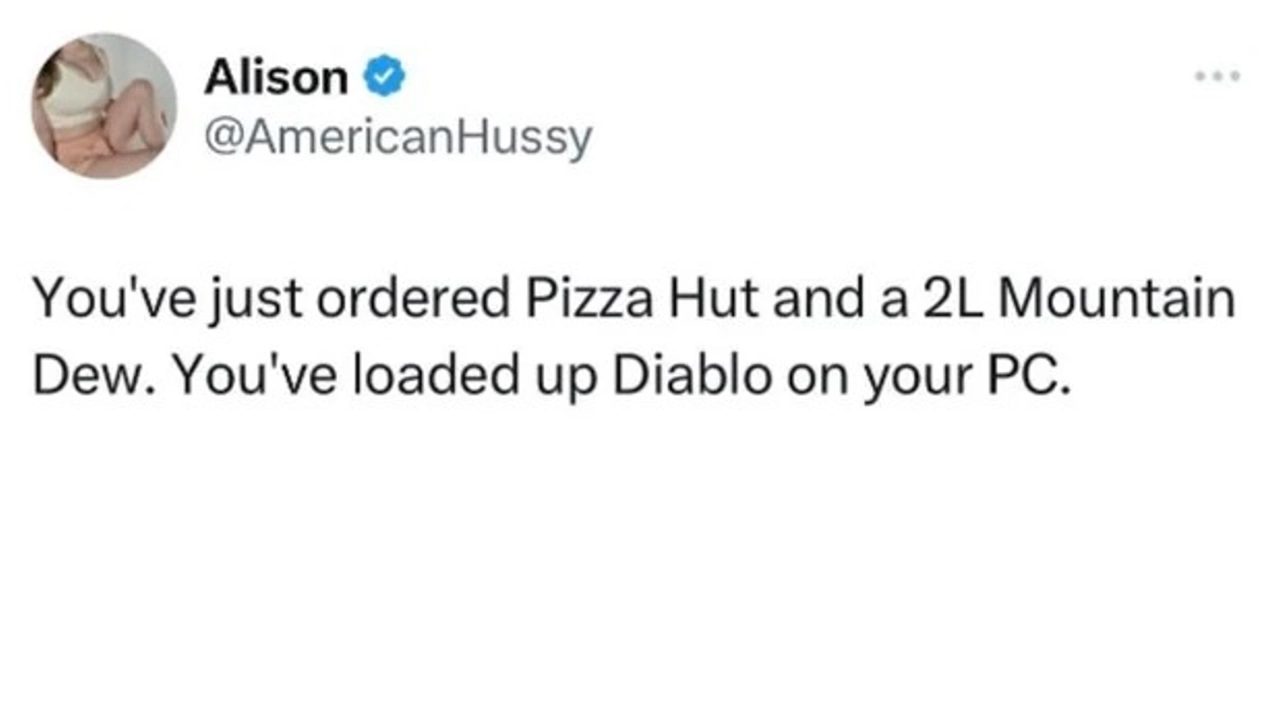 Alison
@AmericanHussy
You've just ordered Pizza Hut and a 2L Mountain
Dew. You've loaded up Diablo on your PC.